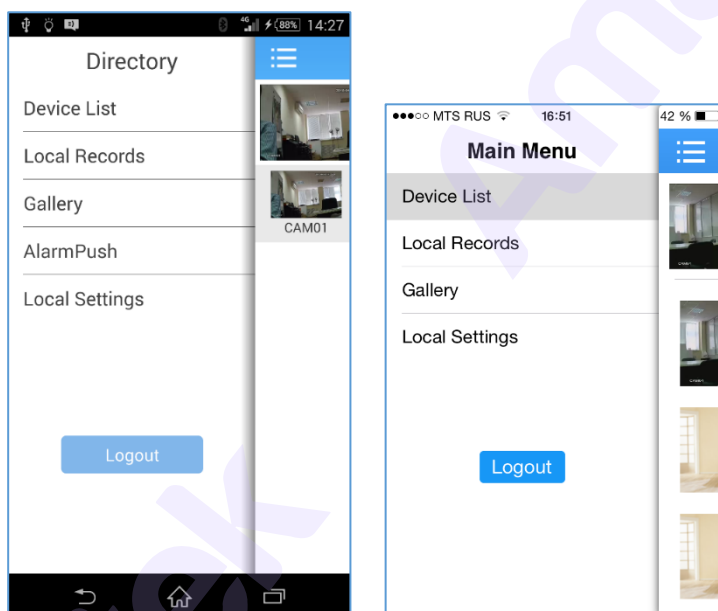 4G 88% 14:27
Directory
Device List
Local Records
Gallery
AlarmPush
Local Settings
Logout
CAM01
MTS RUS 16:51 42 %
Main Menu
Device List
Local Records
Gallery
Local Settings
Logout